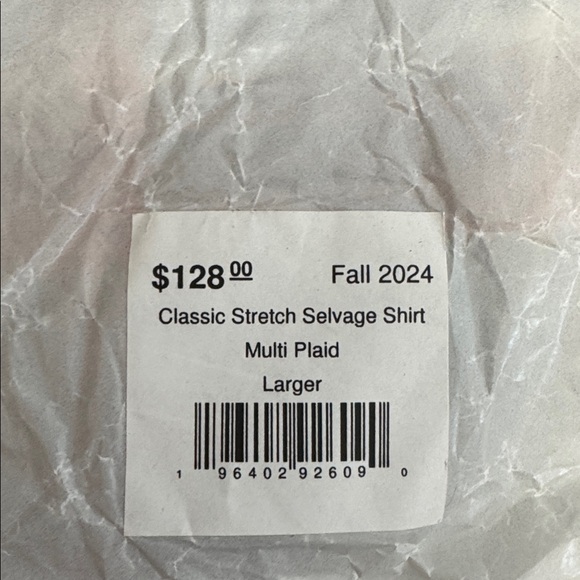 $128.00 Fall 2024
Classic Stretch Selvage Shirt
Multi Plaid
Larger
1 96402 92609 0